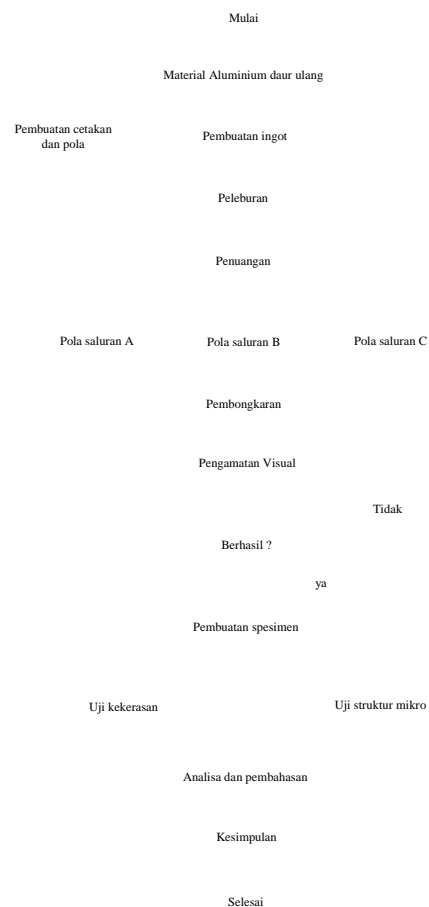 Mulai
Material Aluminium daur ulang
Pembuatan cetakan
dan pola
Pembuatan ingot
Peleburan
Penuangan
Pola saluran A
Pola saluran B
Pola saluran C
Pembongkaran
Pengamatan Visual
Tidak
Berhasil ?
ya
Pembuatan spesimen
Uji kekerasan
Uji struktur mikro
Analisa dan pembahasan
Kesimpulan
Selesai